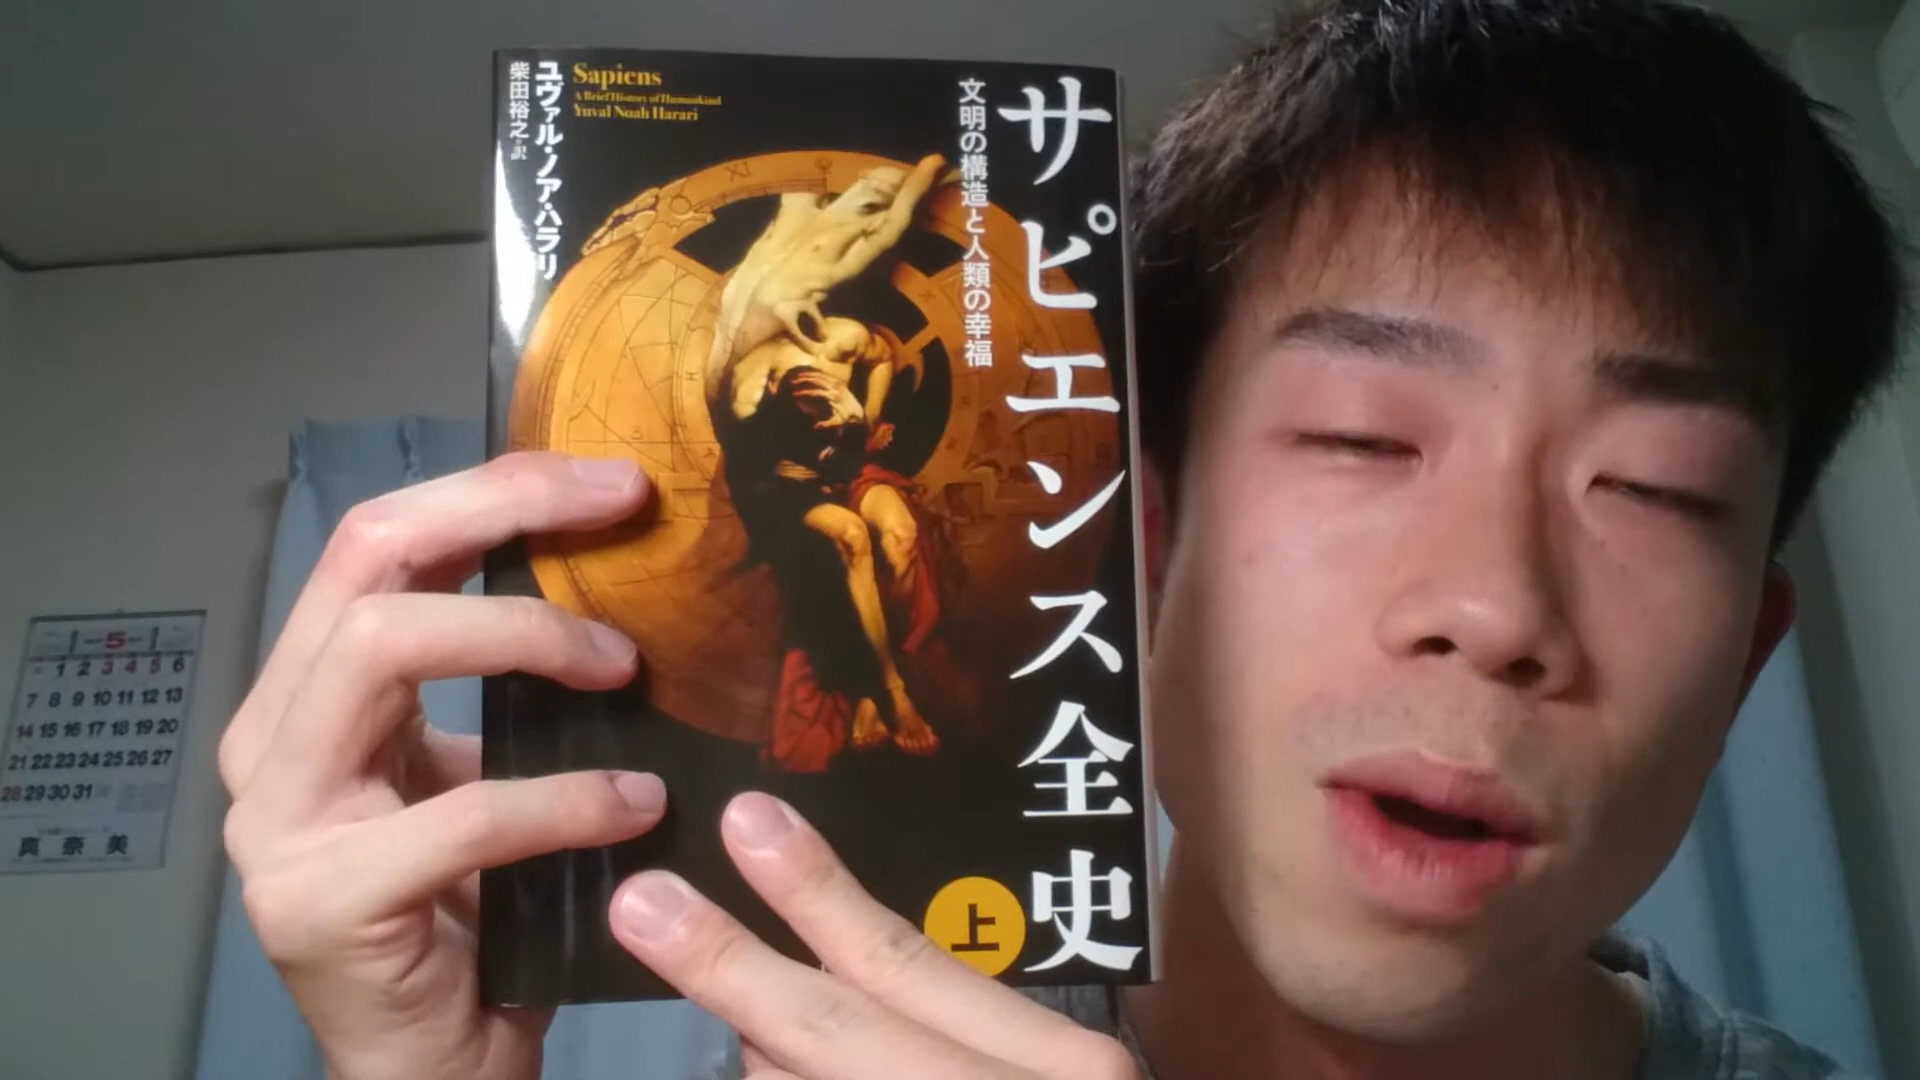 サピエンス全史
文明の構造と人類の幸福
上
Sapiens
A Brief History of Humankind
Yuval Noah Harari
ユヴァル・ノア・ハラリ
柴田裕之 訳
5
1 2 3 4 5 6
7 8 9 10 11 12 13
14 15 16 17 18 19 20
21 22 23 24 25 26 27
28 29 30 31
真奈美